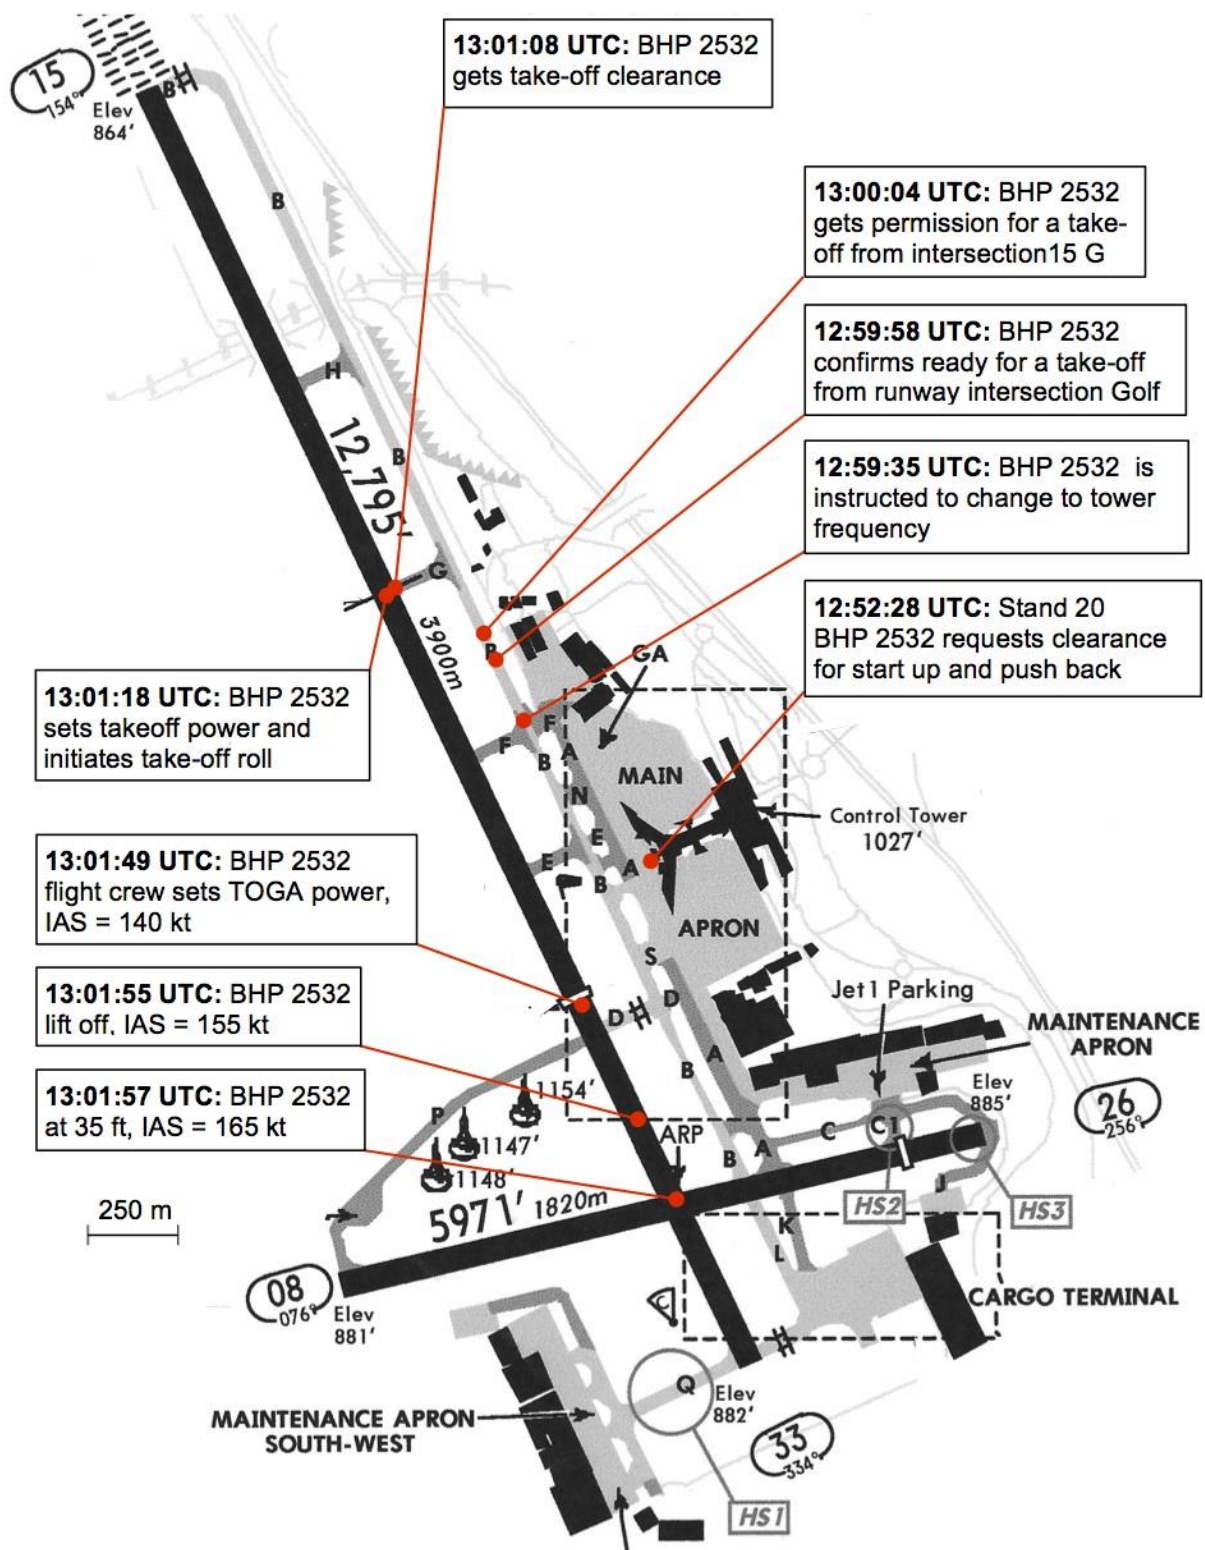 13:01:08 UTC: BHP 2532
gets take-off clearance
15
154°
Elev
864'
B
B
13:00:04 UTC: BHP 2532
gets permission for a take-
off from intersection15 G
12:59:58 UTC: BHP 2532
confirms ready for a take-off
from runway intersection Golf
H
12,795'
B
12:59:35 UTC: BHP 2532 is
instructed to change to tower
frequency
G
12:52:28 UTC: Stand 20
BHP 2532 requests clearance
for start up and push back
3900m
B
GA
13:01:18 UTC: BHP 2532
sets takeoff power and
initiates take-off roll
F
F
B
A
MAIN
N
Control Tower
1027'
E
E
B
A
13:01:49 UTC: BHP 2532
flight crew sets TOGA power,
IAS = 140 kt
APRON
S
13:01:55 UTC: BHP 2532
lift off, IAS = 155 kt
D
D
Jet1 Parking
MAINTENANCE
APRON
A
B
13:01:57 UTC: BHP 2532
at 35 ft, IAS = 165 kt
1154'
P
1147'
1148'
Elev
885'
26
256°
ARP
C
C1
B
A
J
HS2
HS3
250 m
5971'
1820m
K
L
08
076°
Elev
881'
C
CARGO TERMINAL
Q
Elev
882'
MAINTENANCE APRON
SOUTH-WEST
33
334°
HS1